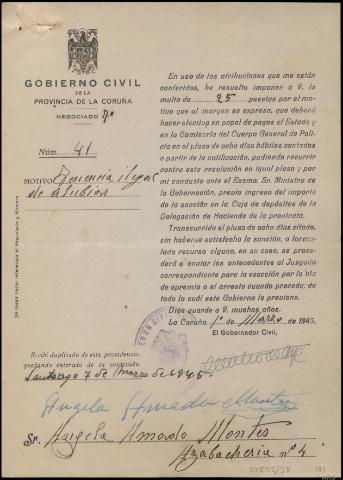 GOBIERNO CIVIL
DE LA
PROVINCIA DE LA CORUÑA
NEGOCIADO 5º
Núm. 41
MOTIVO Tenencia ilegal
de alubias
En uso de las atribuciones que me están
conferidas, ha resuelto imponer a V. la
multa de 25 pesetas por el mo-
tivo que al margen se expresa, que deberá
hacer efectiva en papel de pagos al Estado y
en la Comisaría del Cuerpo General de Poli-
cía en el plazo de ocho días hábiles contados
a partir de la notificación, pudiendo recurrir
contra esta resolución en igual plazo y por
mi conducto ante el Excmo. Sr. Ministro de
la Gobernación, previo ingreso del importe
de la sanción en la Caja de depósitos de la
Delegación de Hacienda de la provincia.
Transcurrido el plazo de ocho días citado,
sin haberse satisfecho la sanción, o formulado
recurso alguno, en su caso, se proce-
derá a enviar los antecedentes al Juzgado
correspondiente para la exacción por la vía
de apremio o el arresto cuando proceda; de
todo lo cuál este Gobierno le previene.
Dios guarde a V. muchos años.
La Coruña, 1º de Marzo de 1945.
El Gobernador Civil,
Recibí duplicado de esta providencia,
quedando enterado de su contenido.
Santiago 7 de Marzo de 1945
Angela Amado Montes
Sr. Angela Amado Montes
Azabacheria nº 4